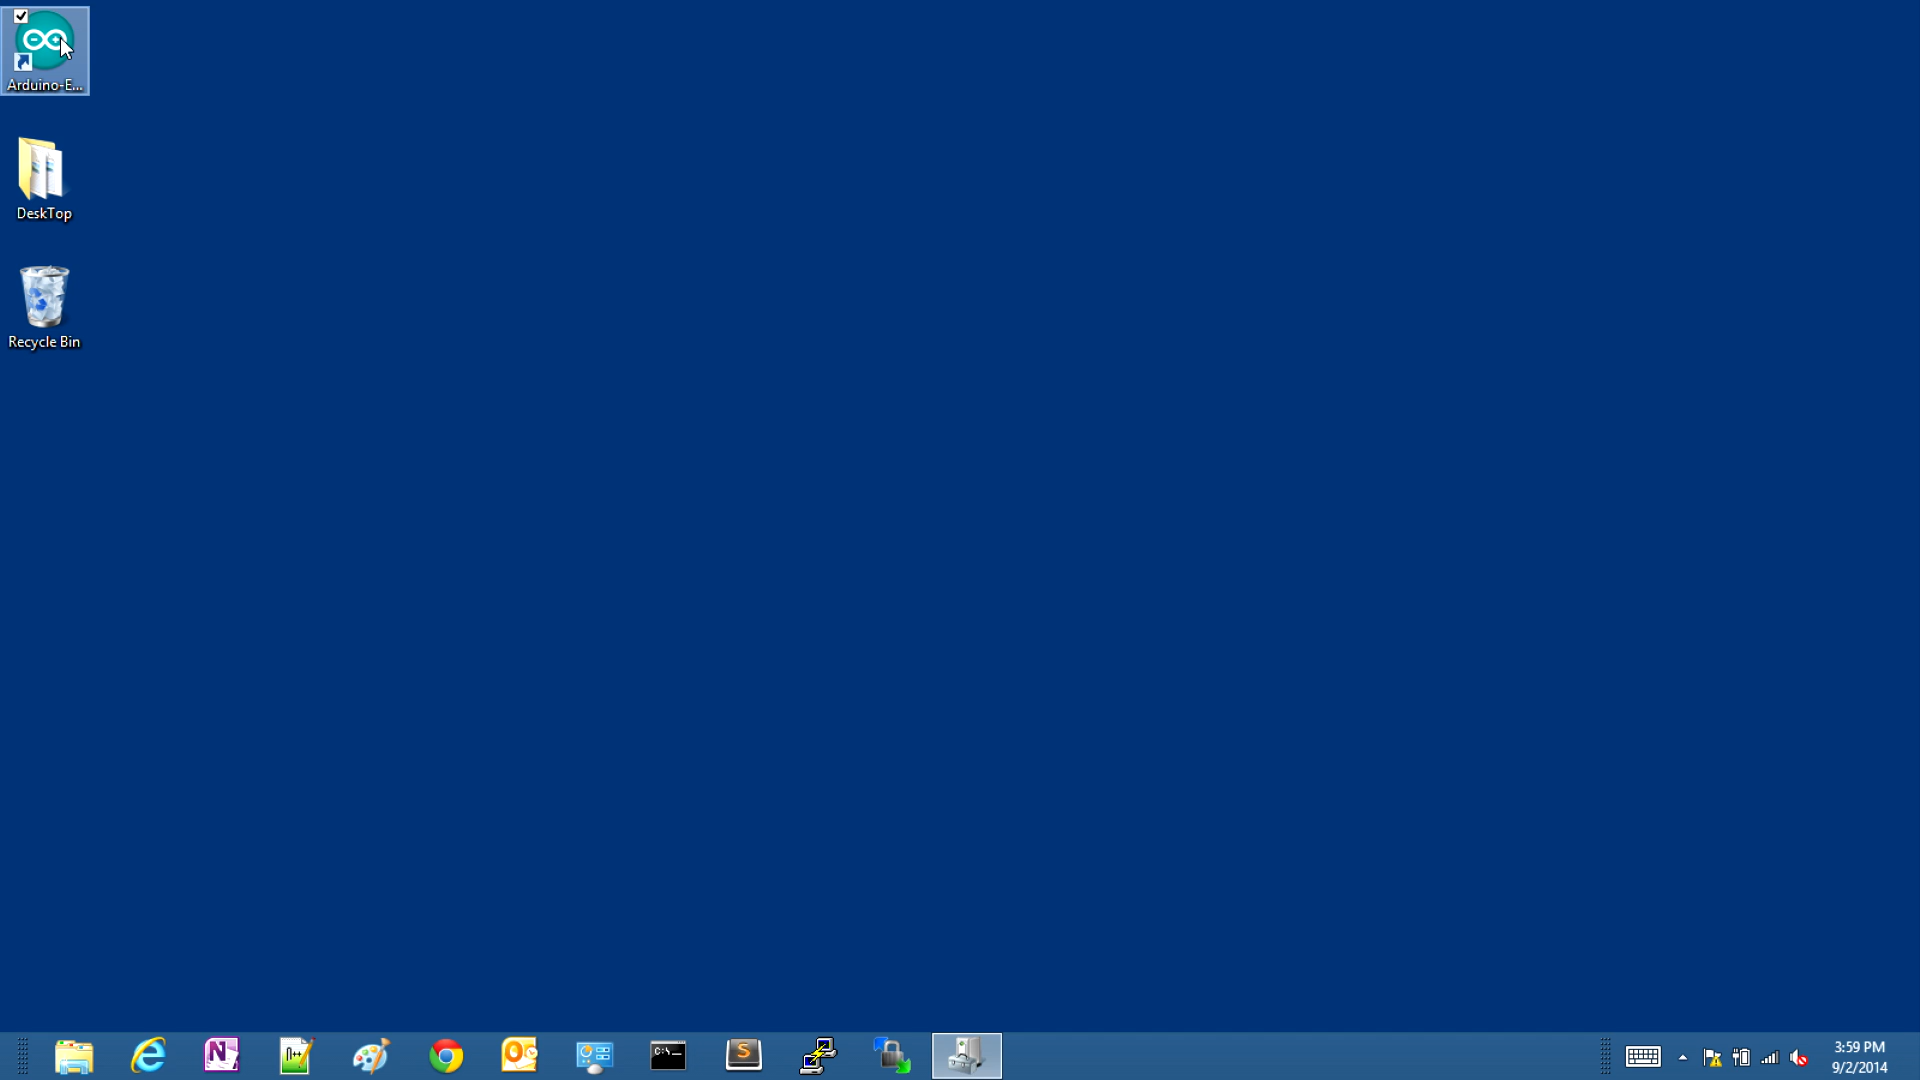 Arduino-E...
DeskTop
Recycle Bin
N
n++
O
C:\_
S
3:59 PM
9/2/2014